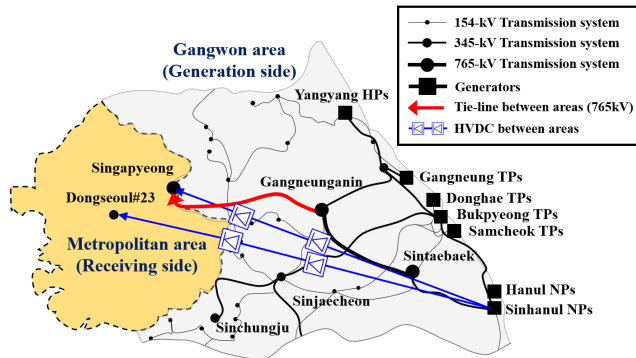 Gangwon area
(Generation side)
154-kV Transmission system
345-kV Transmission system
765-kV Transmission system
Generators
Tie-line between areas (765kV)
HVDC between areas
Yangyang HPs
Singapyeong
Dongseoul#23
Gangneunganin
Gangneung TPs
Donghae TPs
Bukpyeong TPs
Samcheok TPs
Metropolitan area
(Receiving side)
Sintaebaek
Sinjaecheon
Hanul NPs
Sinhanul NPs
Sinchungju